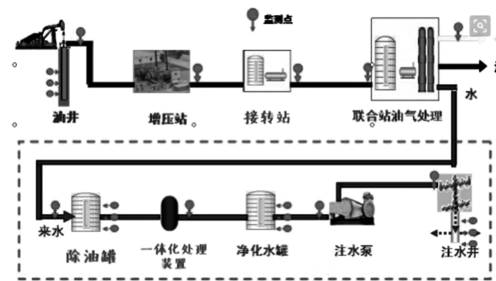 监测点
油井
增压站
接转站
联合站油气处理
水
来水
除油罐
一体化处理
装置
净化水罐
注水泵
注水井